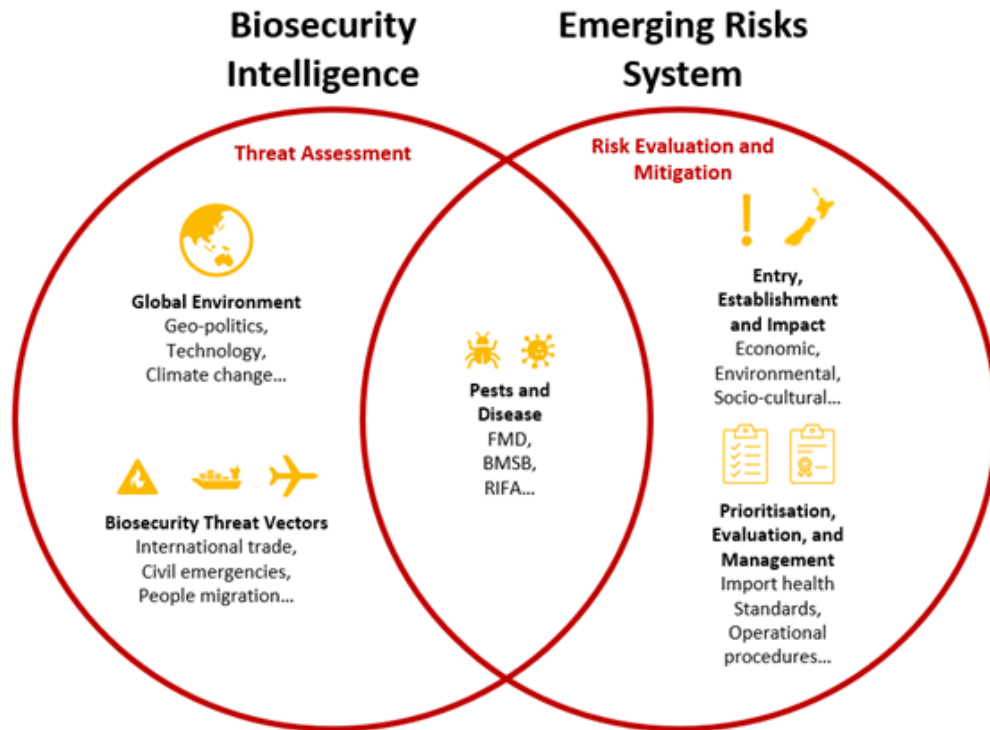 Biosecurity
Intelligence
Emerging Risks
System
Threat Assessment
Risk Evaluation and
Mitigation
Global Environment
Geo-politics,
Technology,
Climate change...
Biosecurity Threat Vectors
International trade,
Civil emergencies,
People migration...
Pests and
Disease
FMD,
BMSB,
RIFA...
Entry,
Establishment
and Impact
Economic,
Environmental,
Socio-cultural...
Prioritisation,
Evaluation, and
Management
Import health
Standards,
Operational
procedures...